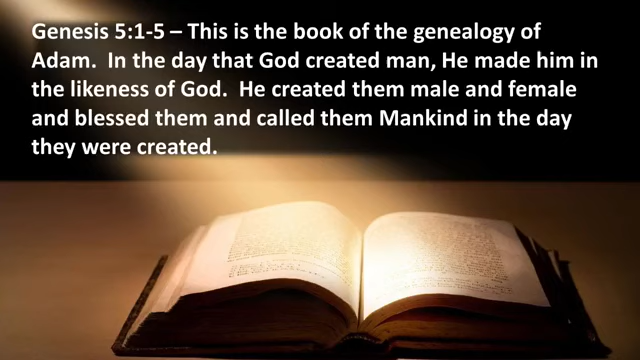 Genesis 5:1-5 – This is the book of the genealogy of
Adam.  In the day that God created man, He made him in
the likeness of God.  He created them male and female
and blessed them and called them Mankind in the day
they were created.